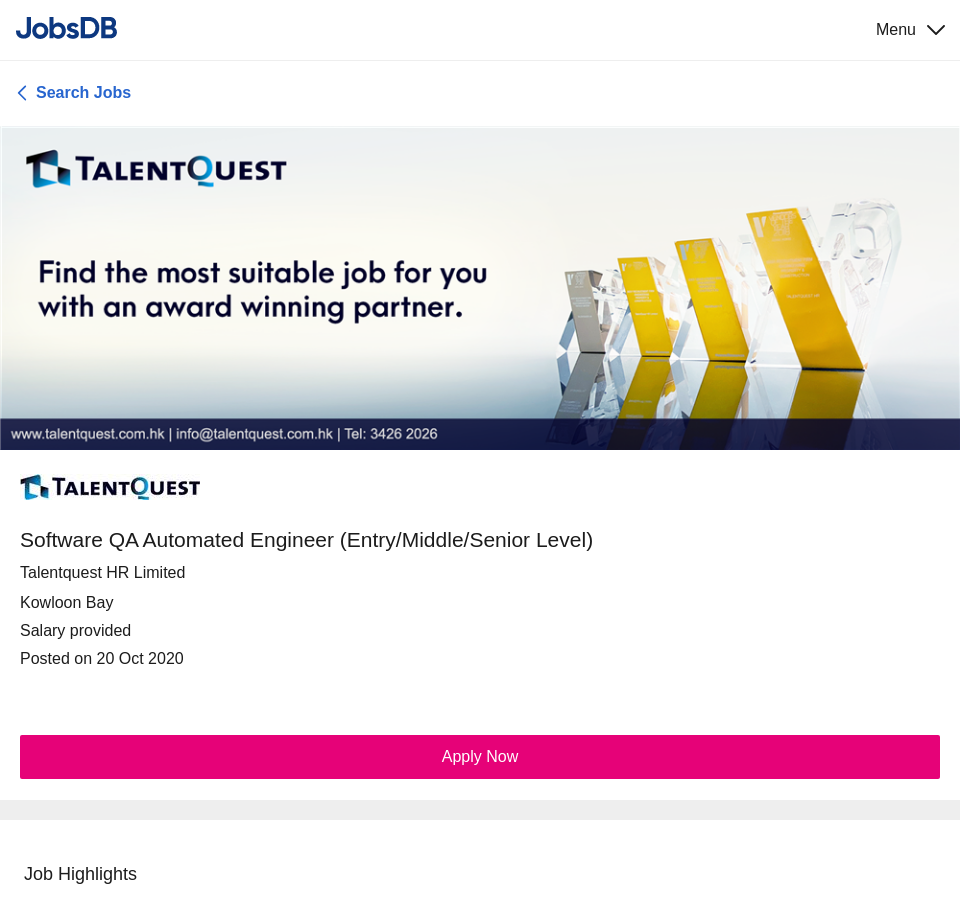 JobsDB
Menu
Search Jobs
TALENTQUEST
Find the most suitable job for you
with an award winning partner.
www.talentquest.com.hk | info@talentquest.com.hk | Tel: 3426 2026
TALENTQUEST
Software QA Automated Engineer (Entry/Middle/Senior Level)
Talentquest HR Limited
Kowloon Bay
Salary provided
Posted on 20 Oct 2020
Apply Now
Job Highlights